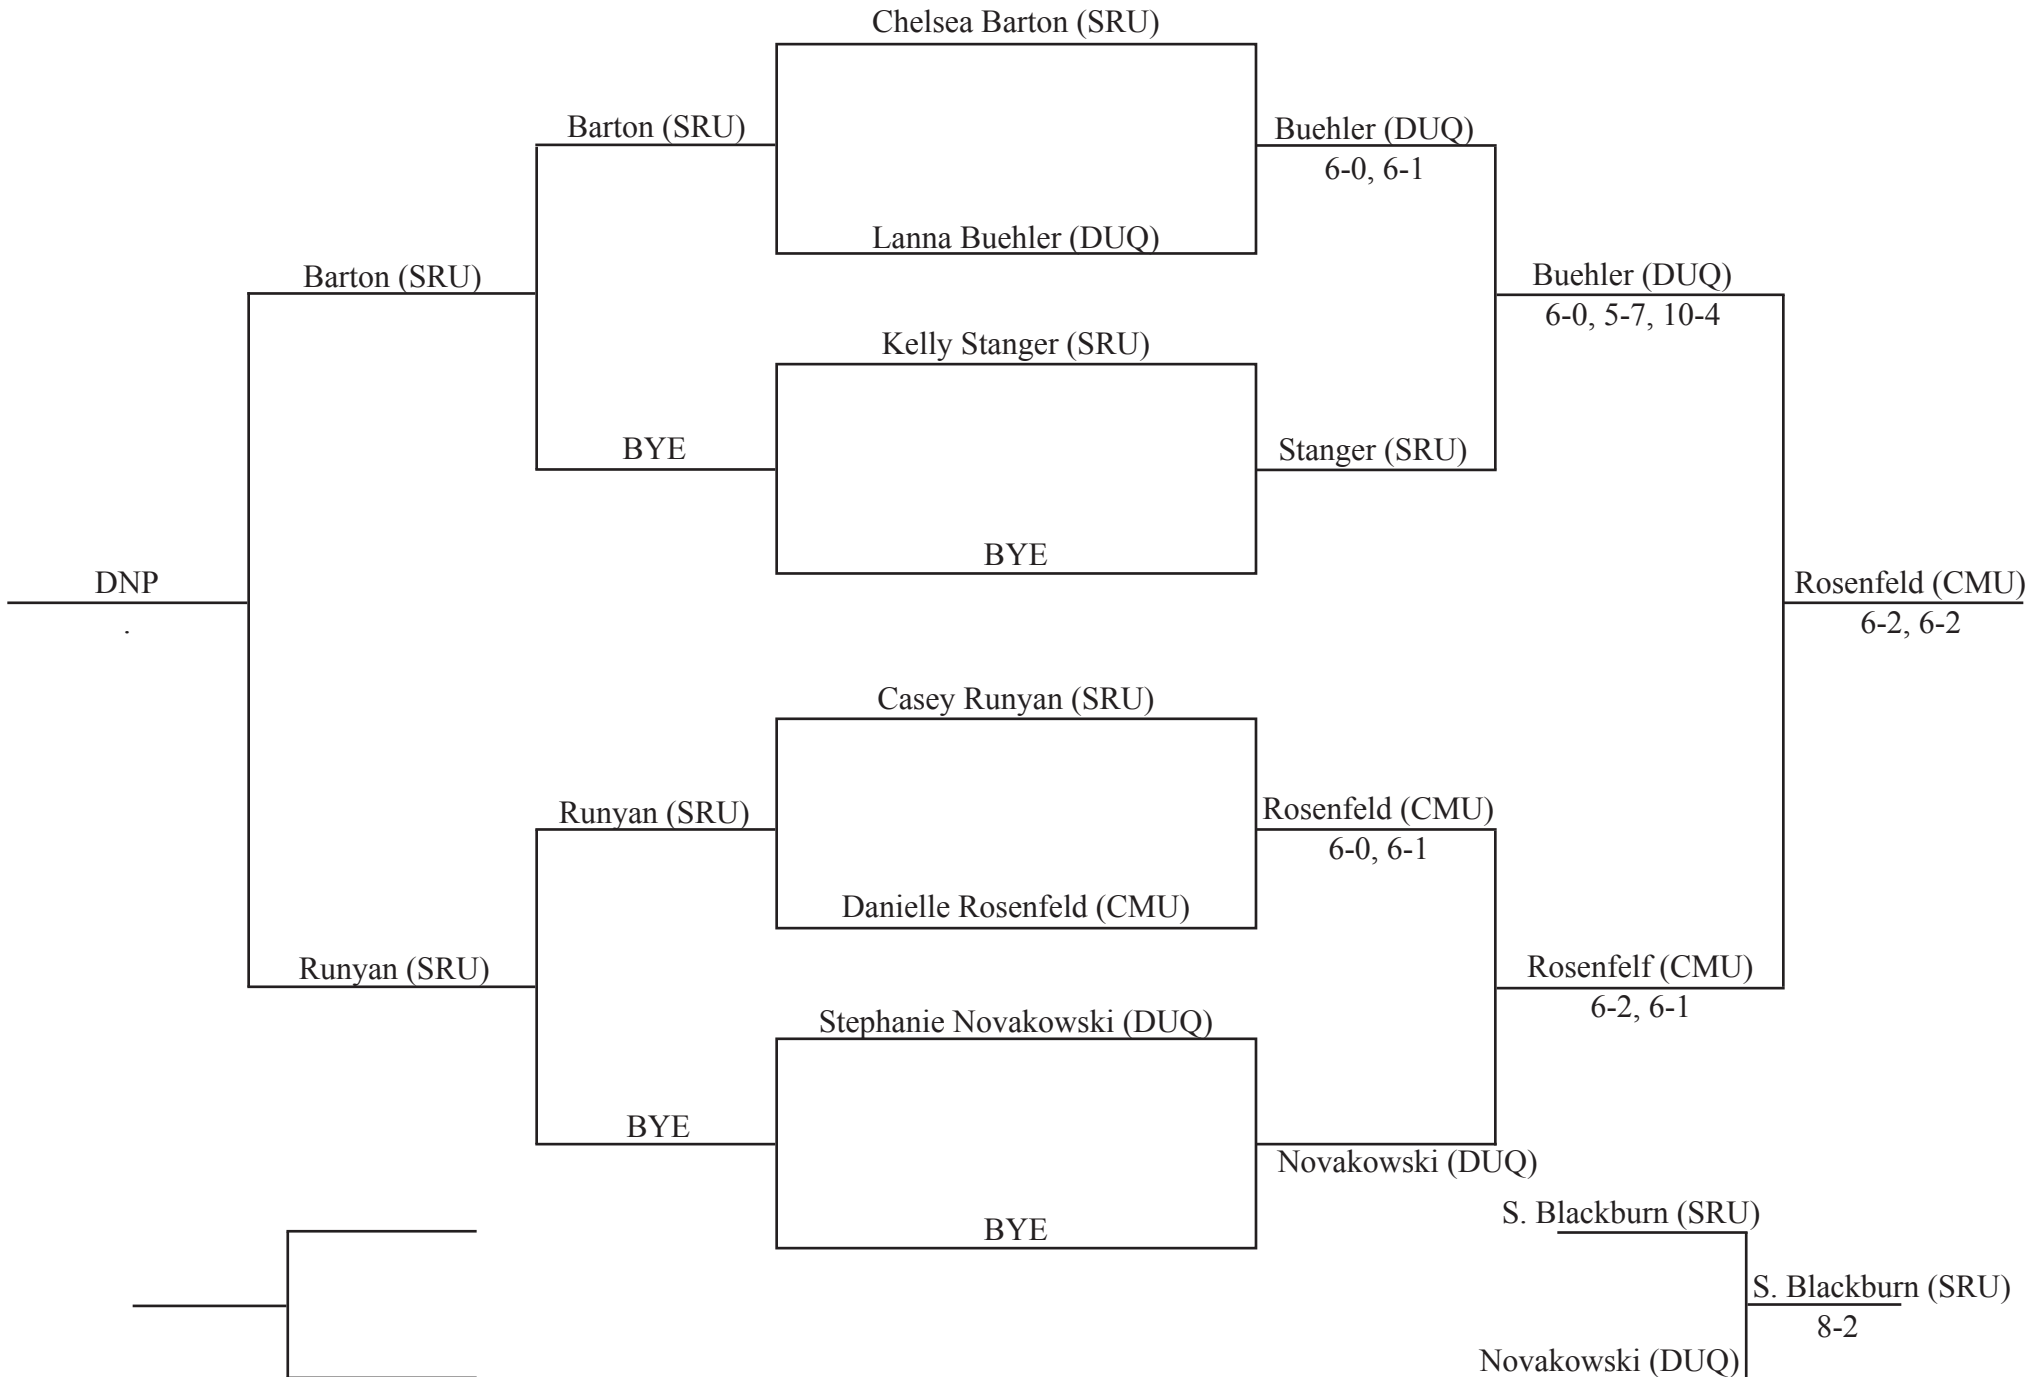 Chelsea Barton (SRU)
Barton (SRU)
Buehler (DUQ)
6-0, 6-1
Lanna Buehler (DUQ)
Barton (SRU)
Buehler (DUQ)
6-0, 5-7, 10-4
Kelly Stanger (SRU)
BYE
Stanger (SRU)
BYE
DNP
.
Rosenfeld (CMU)
6-2, 6-2
Casey Runyan (SRU)
Runyan (SRU)
Rosenfeld (CMU)
6-0, 6-1
Danielle Rosenfeld (CMU)
Runyan (SRU)
Rosenfelf (CMU)
6-2, 6-1
Stephanie Novakowski (DUQ)
BYE
Novakowski (DUQ)
BYE
S. Blackburn (SRU)
S. Blackburn (SRU)
8-2
Novakowski (DUQ)